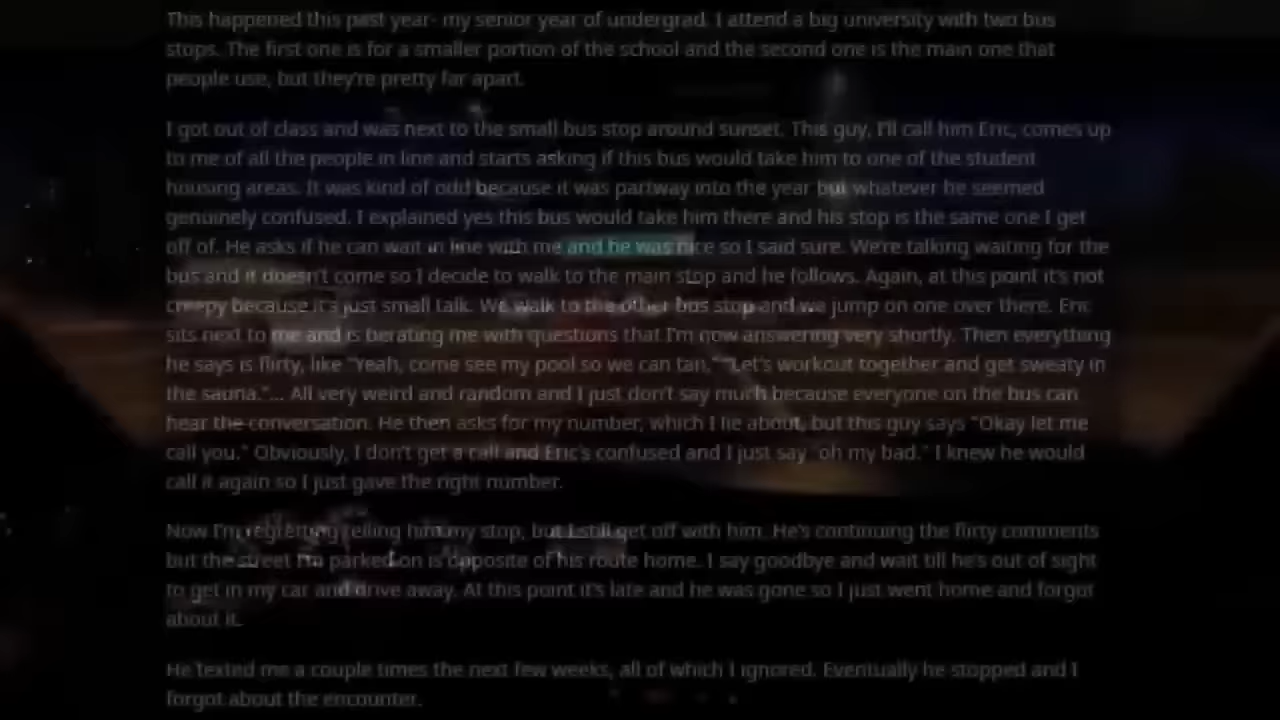 This happened this past year- my senior year of undergrad. I attend a big university with two bus
stops. The first one is for a smaller portion of the school and the second one is the main one that
people use, but they're pretty far apart.
I got out of class and was next to the small bus stop around sunset. This guy, I'll call him Eric, comes up
to me of all the people in line and starts asking if this bus would take him to one of the student
housing areas. It was kind of odd because it was partway into the year but whatever he seemed
genuinely confused. I explained yes this bus would take him there and his stop is the same one I get
off of. He asks if he can wait in line with me and he was nice so I said sure. We're talking waiting for the
bus and it doesn't come so I decide to walk to the main stop and he follows. Again, at this point it's not
creepy because it's just small talk. We walk to the other bus stop and we jump on one over there. Eric
sits next to me and is berating me with questions that I'm now answering very shortly. Then everything
he says is flirty, like "Yeah, come see my pool so we can tan," "Let's workout together and get sweaty in
the sauna."... All very weird and random and I just don't say much because everyone on the bus can
hear the conversation. He then asks for my number, which I lie about, but this guy says "Okay let me
call you." Obviously, I don't get a call and Eric's confused and I just say "oh my bad." I knew he would
call it again so I just gave the right number.
Now I'm regretting telling him my stop, but I still get off with him. He's continuing the flirty comments
but the street I'm parked on is opposite of his route home. I say goodbye and wait till he's out of sight
to get in my car and drive away. At this point it's late and he was gone so I just went home and forgot
about it.
He texted me a couple times the next few weeks, all of which I ignored. Eventually he stopped and I
forgot about the encounter.